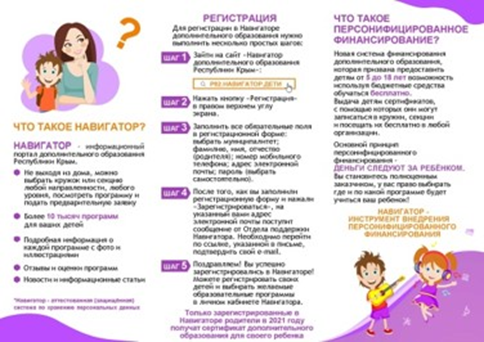 ЧТО ТАКОЕ НАВИГАТОР?
НАВИГАТОР - информационный
портал дополнительного образования
Республики Крым.
Не выходя из дома, можно
выбрать кружок или секцию
любой направленности, любого
уровня, посмотреть программу и
подать предварительную заявку
Более 10 тысяч программ
для ваших детей
Подробная информация о
каждой программе с фото и
иллюстрациями
Отзывы и оценки программ
Новости и информационные статьи
*Навигатор - аттестованная (защищённая)
система по хранению персональных данных
РЕГИСТРАЦИЯ
Для регистрации в Навигаторе
дополнительного образования нужно
выполнить несколько простых шагов:
ШАГ 1
Зайти на сайт «Навигатор
дополнительного образования
Республики Крым»:
Р82.НАВИГАТОР.ДЕТИ
ШАГ 2
Нажать кнопку «Регистрация»
в правом верхнем углу
экрана.
ШАГ 3
Заполнить все обязательные поля
в регистрационной форме:
выбрать муниципалитет;
фамилию, имя, отчество
(родителя); номер мобильного
телефона; адрес электронной
почты; пароль (выбрать
самостоятельно).
ШАГ 4
После того, как вы заполнили
регистрационную форму и нажали
«Зарегистрироваться», на
указанный вами адрес
электронной почты поступит
сообщение от Отдела поддержки
Навигатора. Необходимо перейти
по ссылке, указанной в письме,
подтвердить свой e-mail.
ШАГ 5
Поздравляем! Вы успешно
зарегистрировались в Навигаторе!
Можете регистрировать своих
детей и выбирать желаемые
образовательные программы
в личном кабинете Навигатора.
Только зарегистрированные в
Навигаторе родители в 2021 году
получат сертификат дополнительного
образования для своего ребенка
ЧТО ТАКОЕ
ПЕРСОНИФИЦИРОВАННОЕ
ФИНАНСИРОВАНИЕ?
Новая система финансирования
дополнительного образования,
которая призвана предоставить
детям от 5 до 18 лет возможность
используя бюджетные средства
обучаться бесплатно.
Выдача детям сертификатов,
с помощью которых они могут
записаться в кружки, секции
и посещать их бесплатно в любой
организации.
Основной принцип
персонифицированного
финансирования -
ДЕНЬГИ СЛЕДУЮТ ЗА РЕБЁНКОМ.
Вы становитесь полноценным
заказчиком, у вас право выбирать
где и по какой программе будет
учиться ваш ребенок!
НАВИГАТОР -
ИНСТРУМЕНТ ВНЕДРЕНИЯ
ПЕРСОНИФИЦИРОВАННОГО
ФИНАНСИРОВАНИЯ